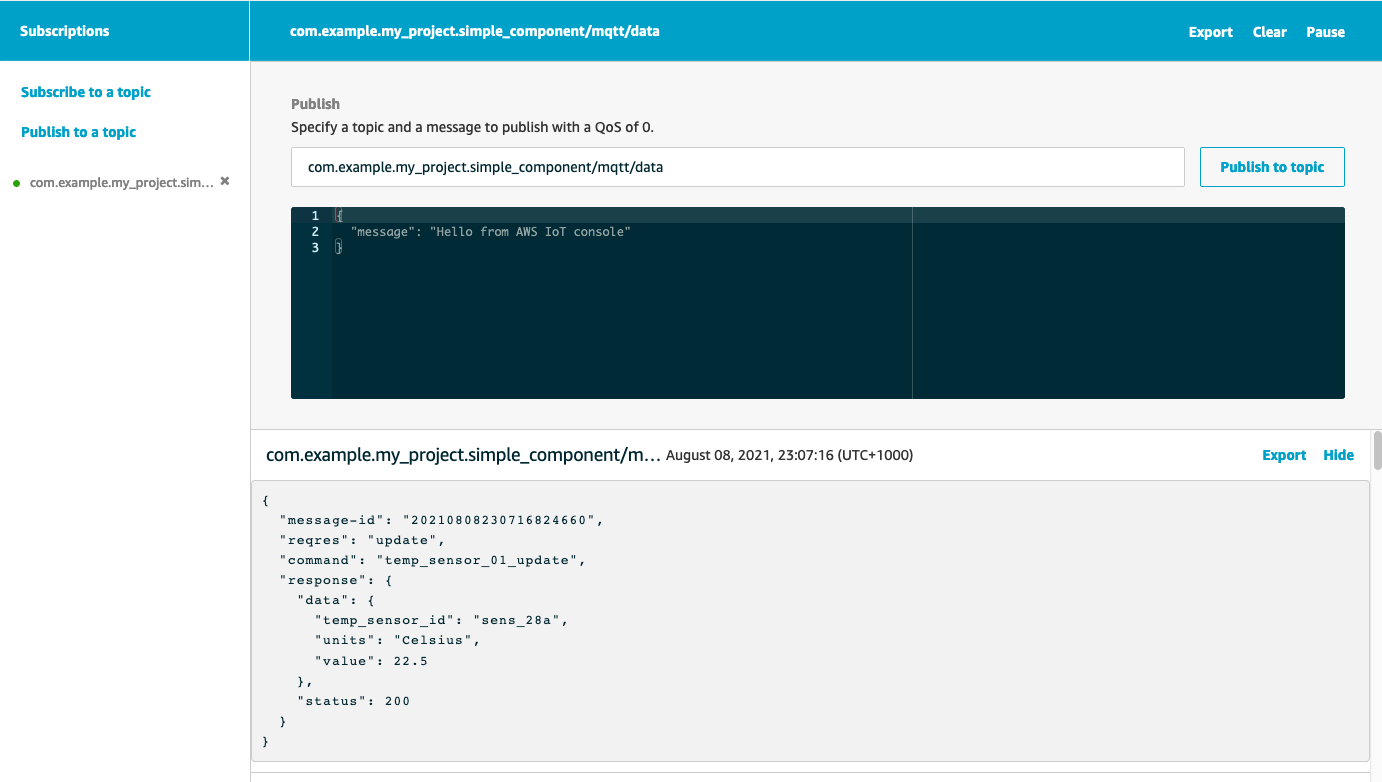 Subscriptions
com.example.my_project.simple_component/mqtt/data
Export Clear Pause
Subscribe to a topic
Publish to a topic
com.example.my_project.sim... ✖
Publish
Specify a topic and a message to publish with a QoS of 0.
com.example.my_project.simple_component/mqtt/data
Publish to topic
1 {
2 "message": "Hello from AWS IoT console"
3 }
com.example.my_project.simple_component/m... August 08, 2021, 23:07:16 (UTC+1000)
Export Hide
{
"message-id": "20210808230716824660",
"reqres": "update",
"command": "temp_sensor_01_update",
"response": {
"data": {
"temp_sensor_id": "sens_28a",
"units": "Celsius",
"value": 22.5
},
"status": 200
}
}